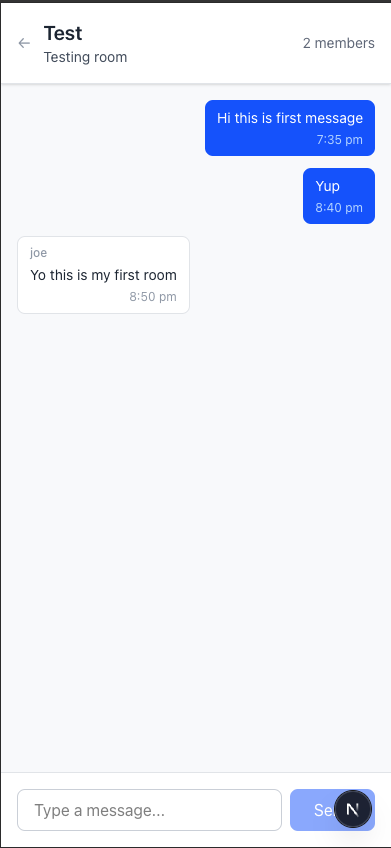 Test
Testing room
2 members
Hi this is first message
7:35 pm
Yup
8:40 pm
joe
Yo this is my first room
8:50 pm
Type a message...
Se
N